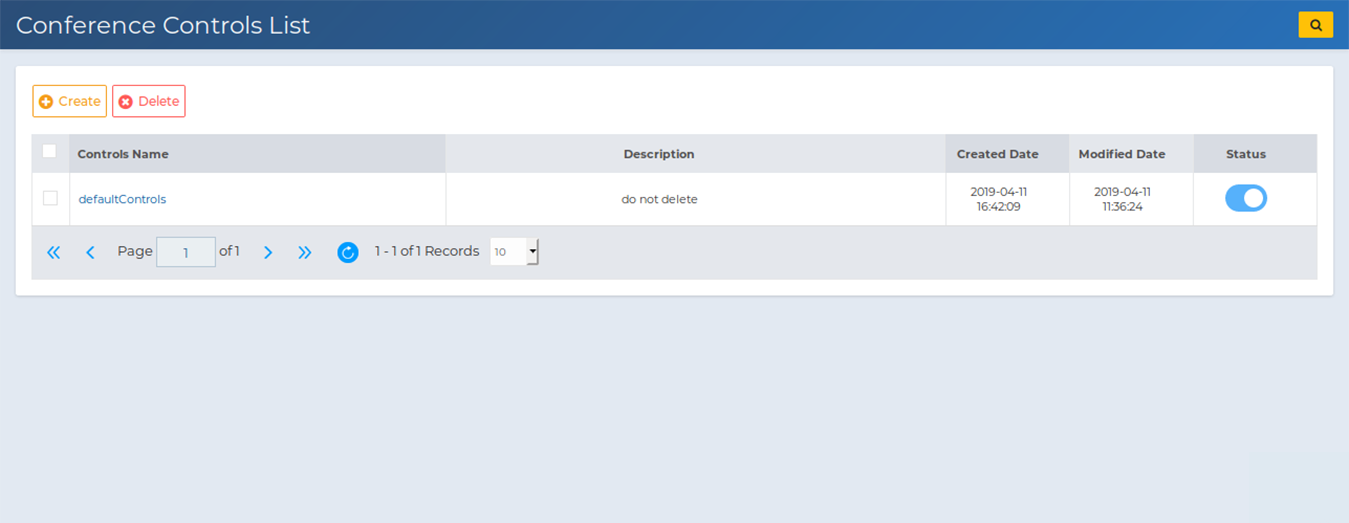 Conference Controls List
Create Delete
Controls Name Description Created Date Modified Date Status
defaultControls do not delete 2019-04-11 16:42:09 2019-04-11 11:36:24
Page 1 of 1 1 - 1 of 1 Records 10